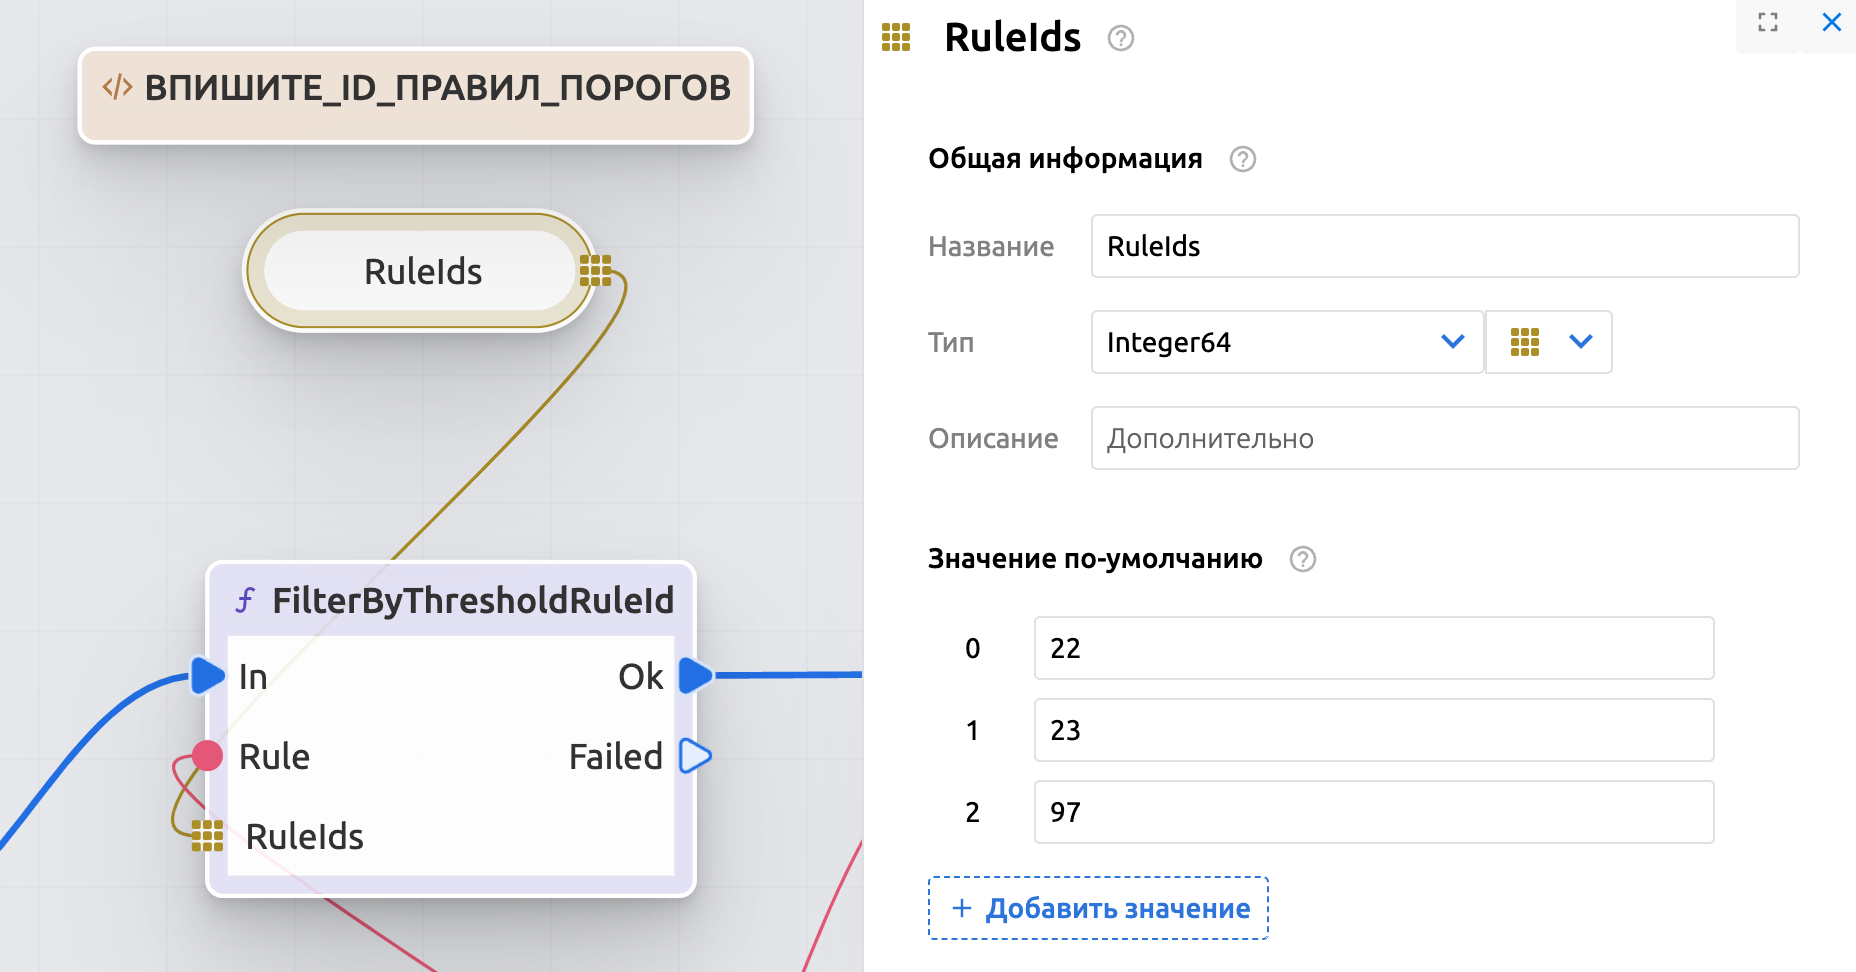 ВПИШИТЕ_ID_ПРАВИЛ_ПОРОГОВ
RuleIds
FilterByThresholdRuleId
In
Ok
Rule
Failed
RuleIds
RuleIds
Общая информация
Название
RuleIds
Тип
Integer64
Описание
Дополнительно
Значение по-умолчанию
0
22
1
23
2
97
+ Добавить значение